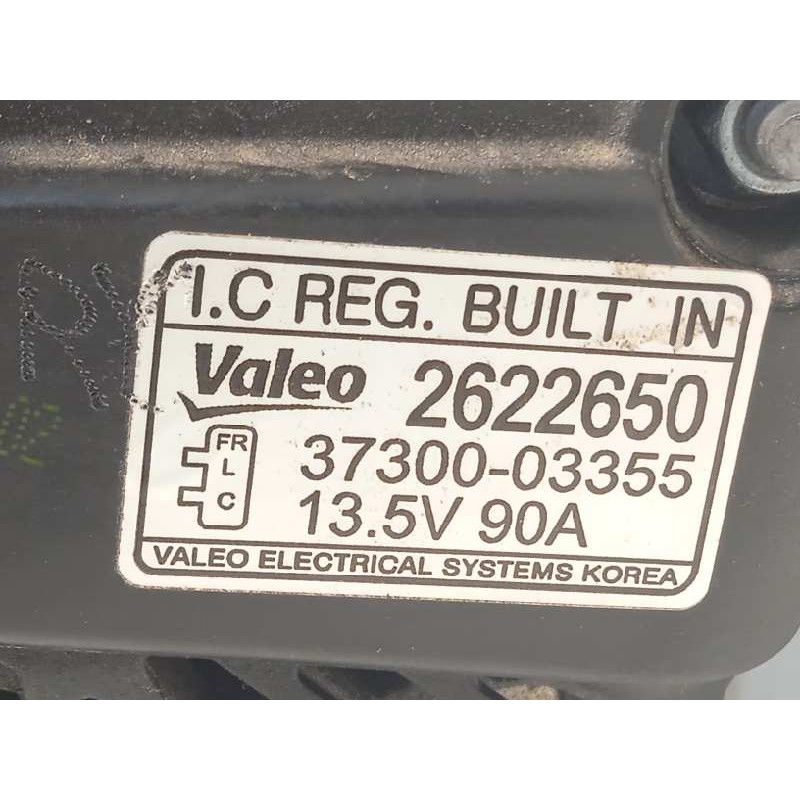 I.C REG. BUILT IN
Valeo 2622650
FR
L
C
37300-03355
13.5V 90A
VALEO ELECTRICAL SYSTEMS KOREA